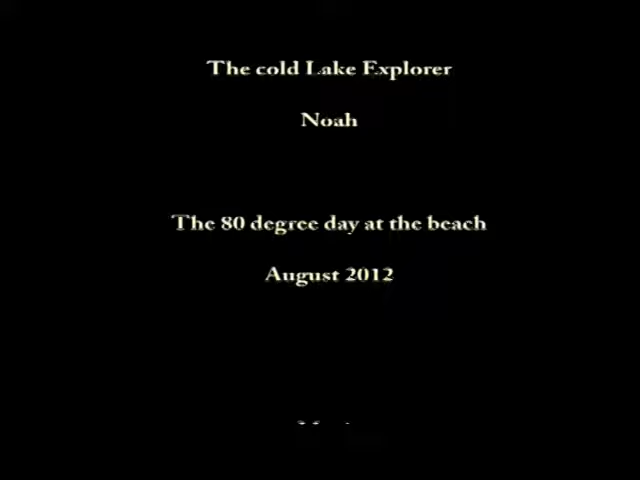 The cold Lake Explorer
Noah
The 80 degree day at the beach
August 2012